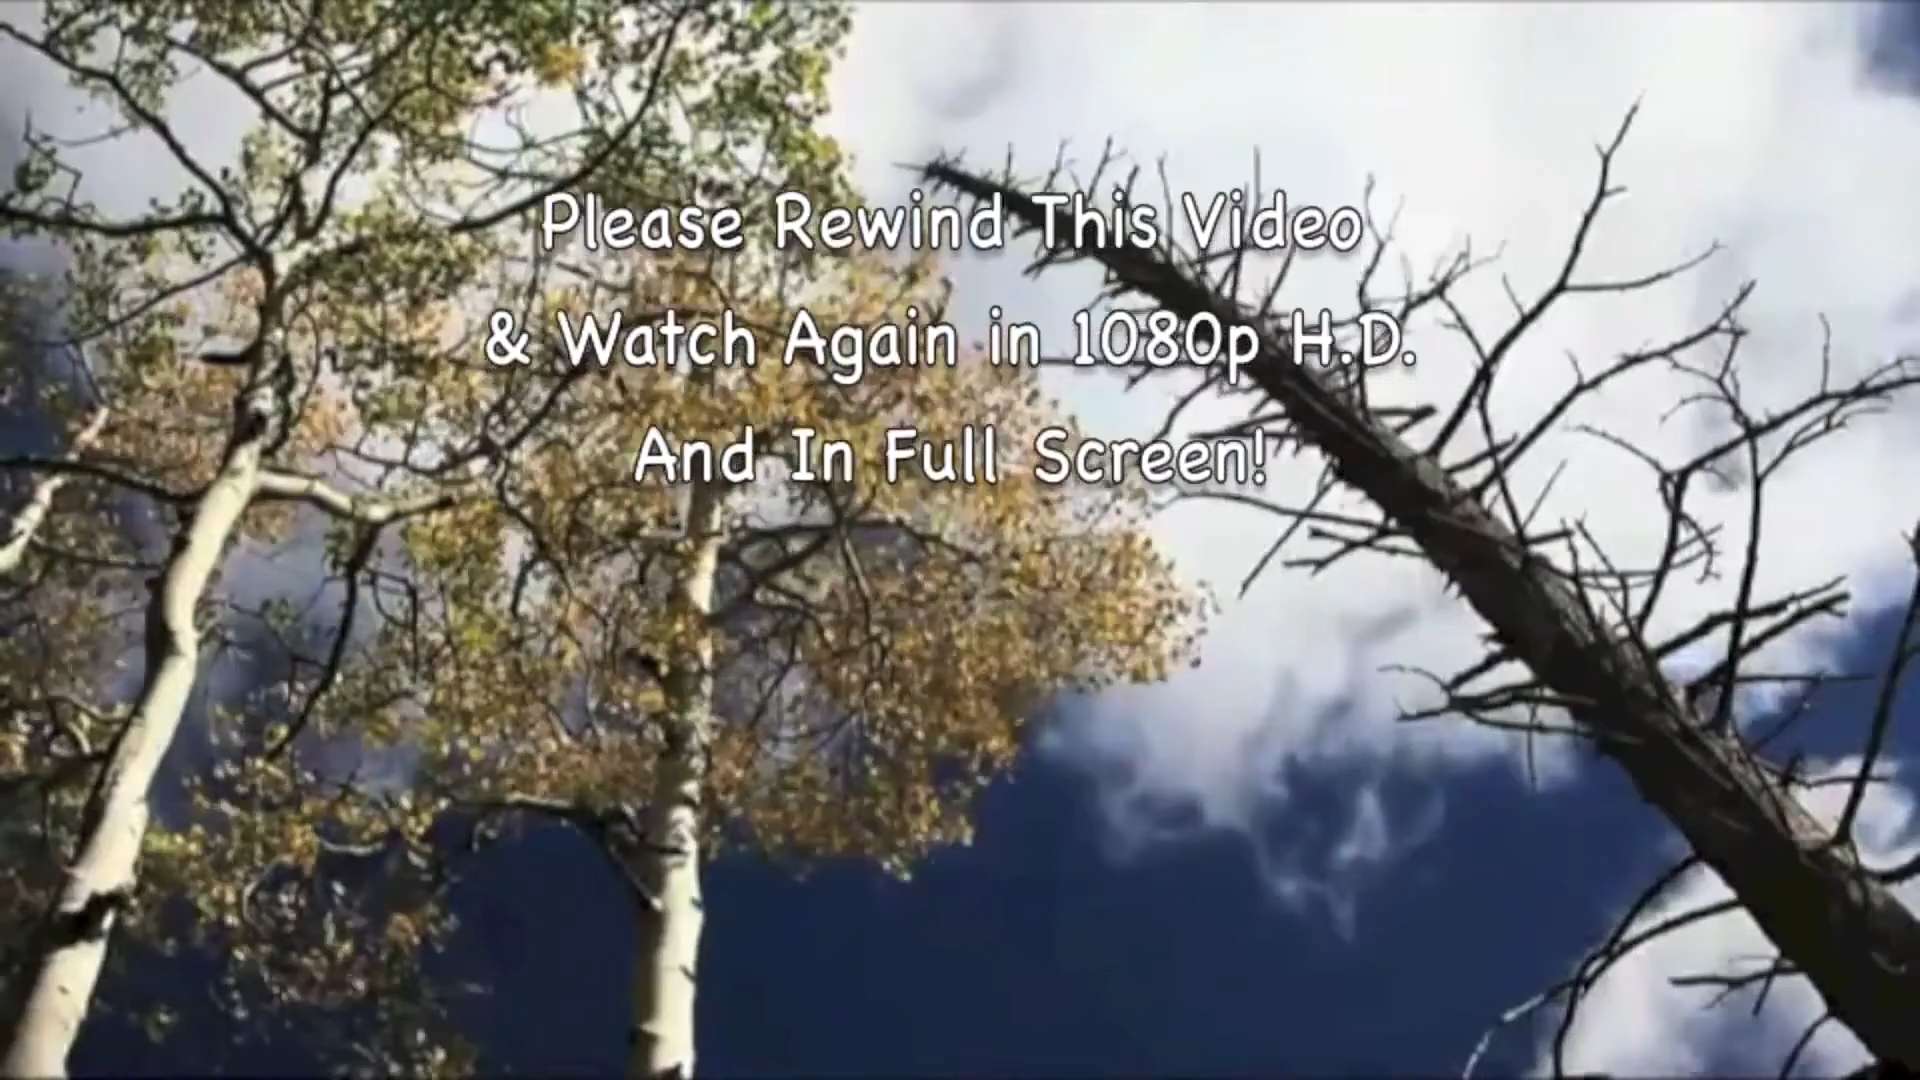 Please Rewind This Video
& Watch Again in 1080p H.D.
And In Full Screen!